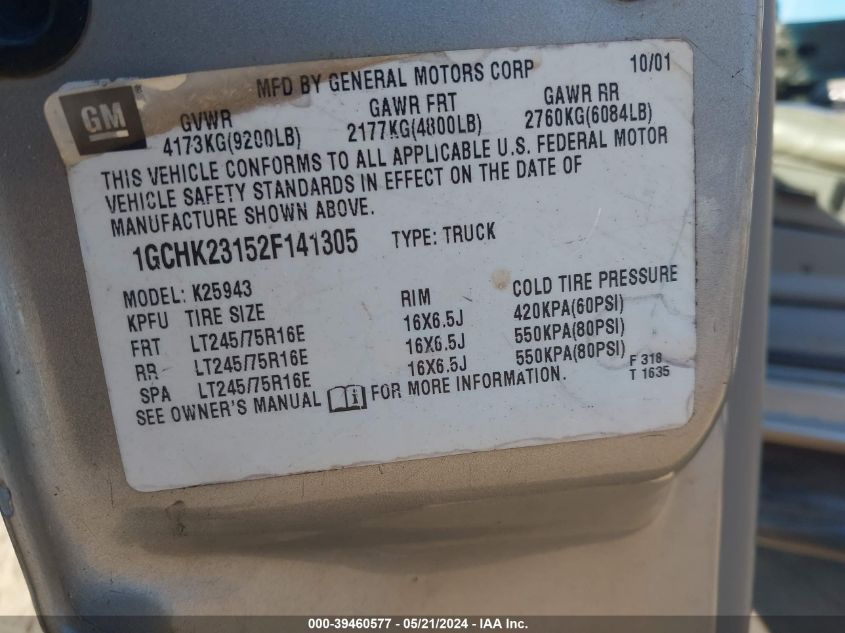 GM
MFD BY GENERAL MOTORS CORP 10/01
GVWR GAWR FRT GAWR RR
4173KG(9200LB) 2177KG(4800LB) 2760KG(6084LB)
THIS VEHICLE CONFORMS TO ALL APPLICABLE U.S. FEDERAL MOTOR
VEHICLE SAFETY STANDARDS IN EFFECT ON THE DATE OF
MANUFACTURE SHOWN ABOVE.
1GCHK23152F141305 TYPE: TRUCK
MODEL: K25943
KPFU TIRE SIZE RIM COLD TIRE PRESSURE
FRT LT245/75R16E 16X6.5J 420KPA(60PSI)
RR LT245/75R16E 16X6.5J 550KPA(80PSI)
SPA LT245/75R16E 16X6.5J 550KPA(80PSI)
SEE OWNER'S MANUAL i FOR MORE INFORMATION.
F 318
T 1635
000-39460577 - 05/21/2024 - IAA Inc.